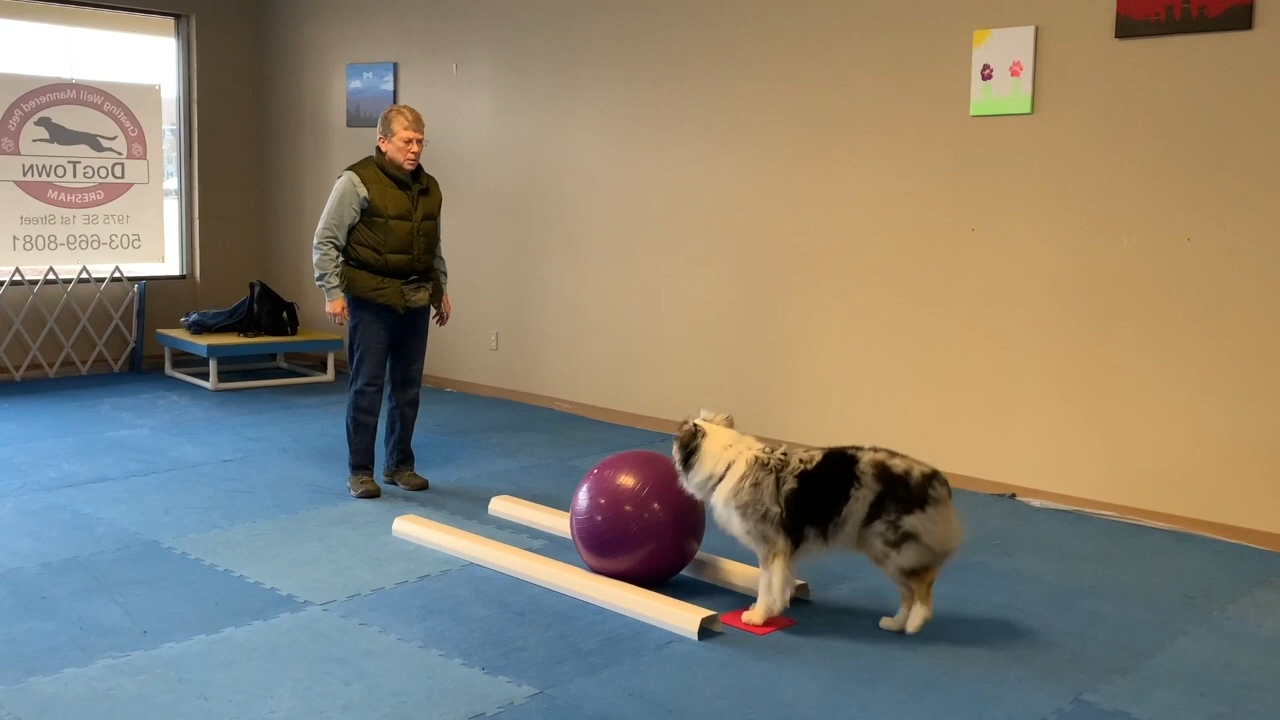 Creating Well Mannered Pets
DogTown
GRESHAM
1975 SE 1st Street
503-669-8081